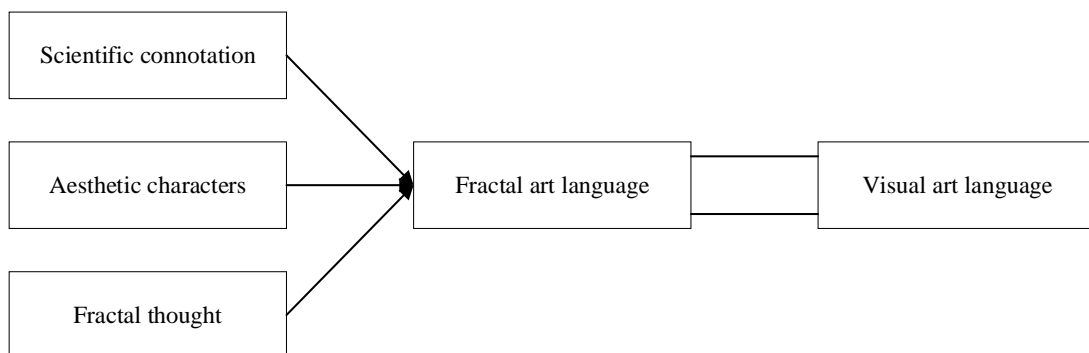 Scientific connotation
Aesthetic characters
Fractal art language
Visual art language
Fractal thought